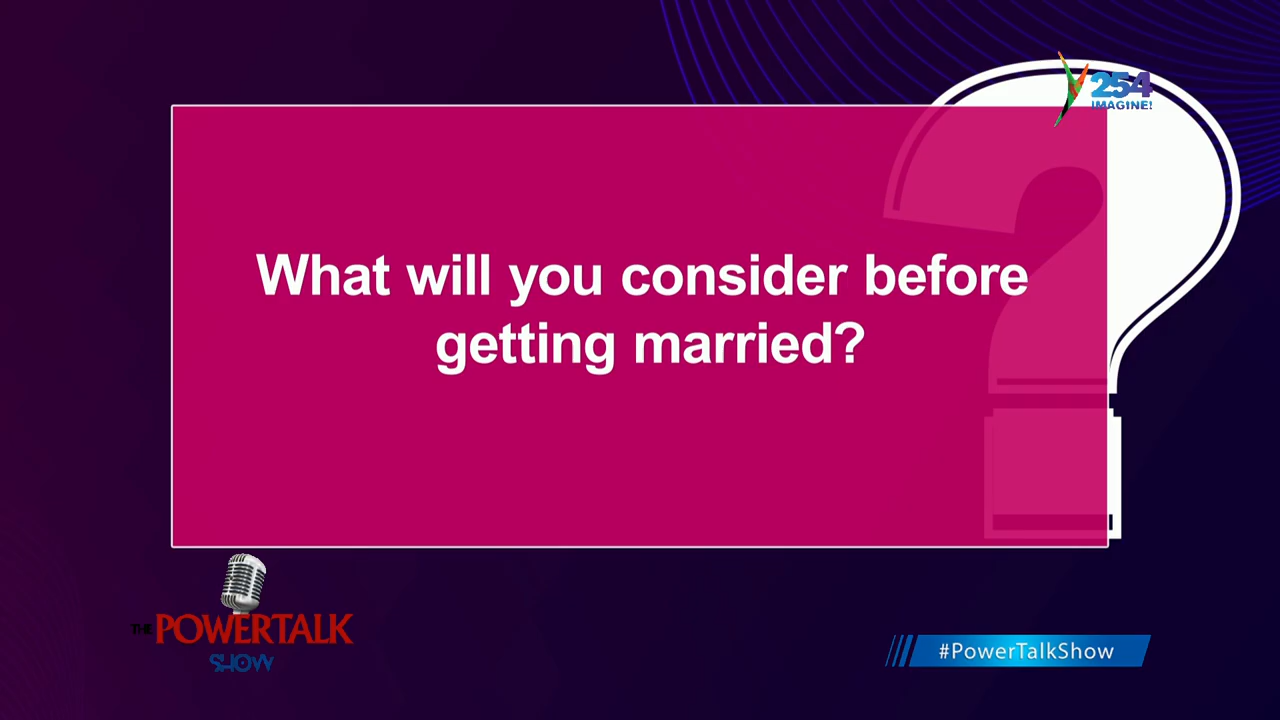 254
IMAGINE!
What will you consider before
getting married?
THE POWERTALK
SHOW
#PowerTalkShow